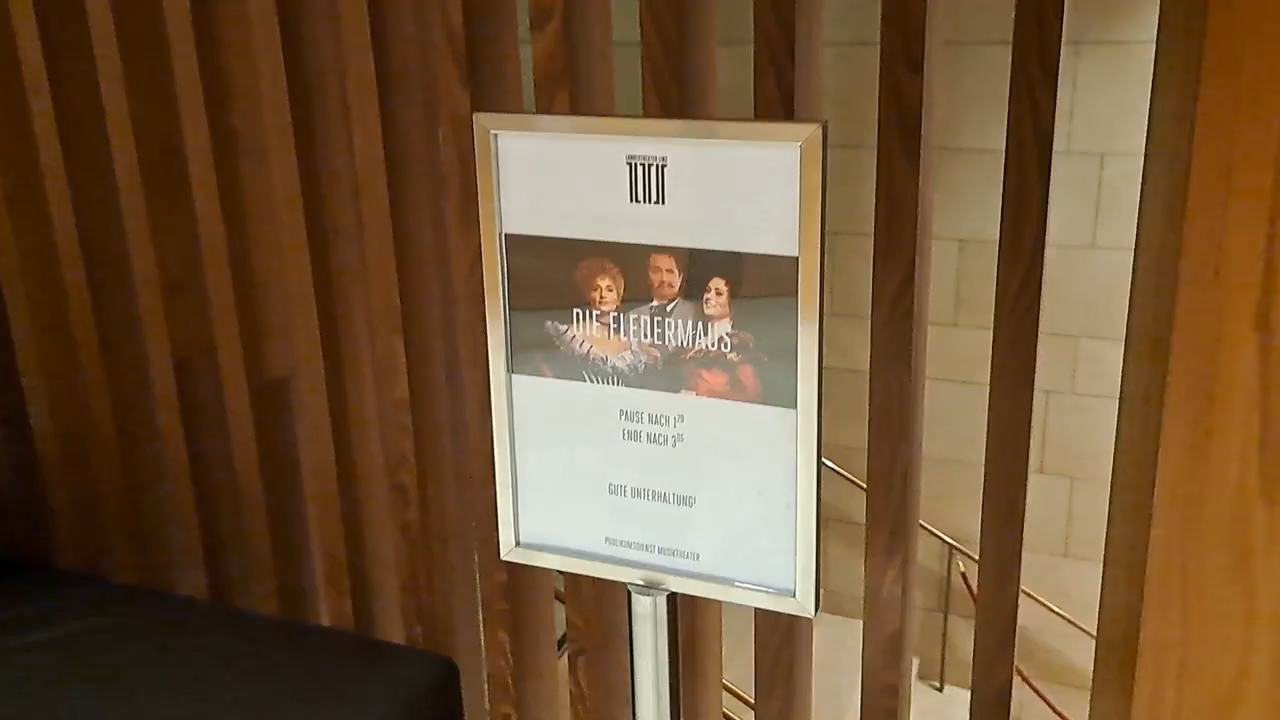 LANDESTHEATER LINZ
DIE FLEDERMAUS
PAUSE NACH 1²⁰
ENDE NACH 3⁰⁵
GUTE UNTERHALTUNG!
PUBLIKUMSDIENST MUSIKTHEATER